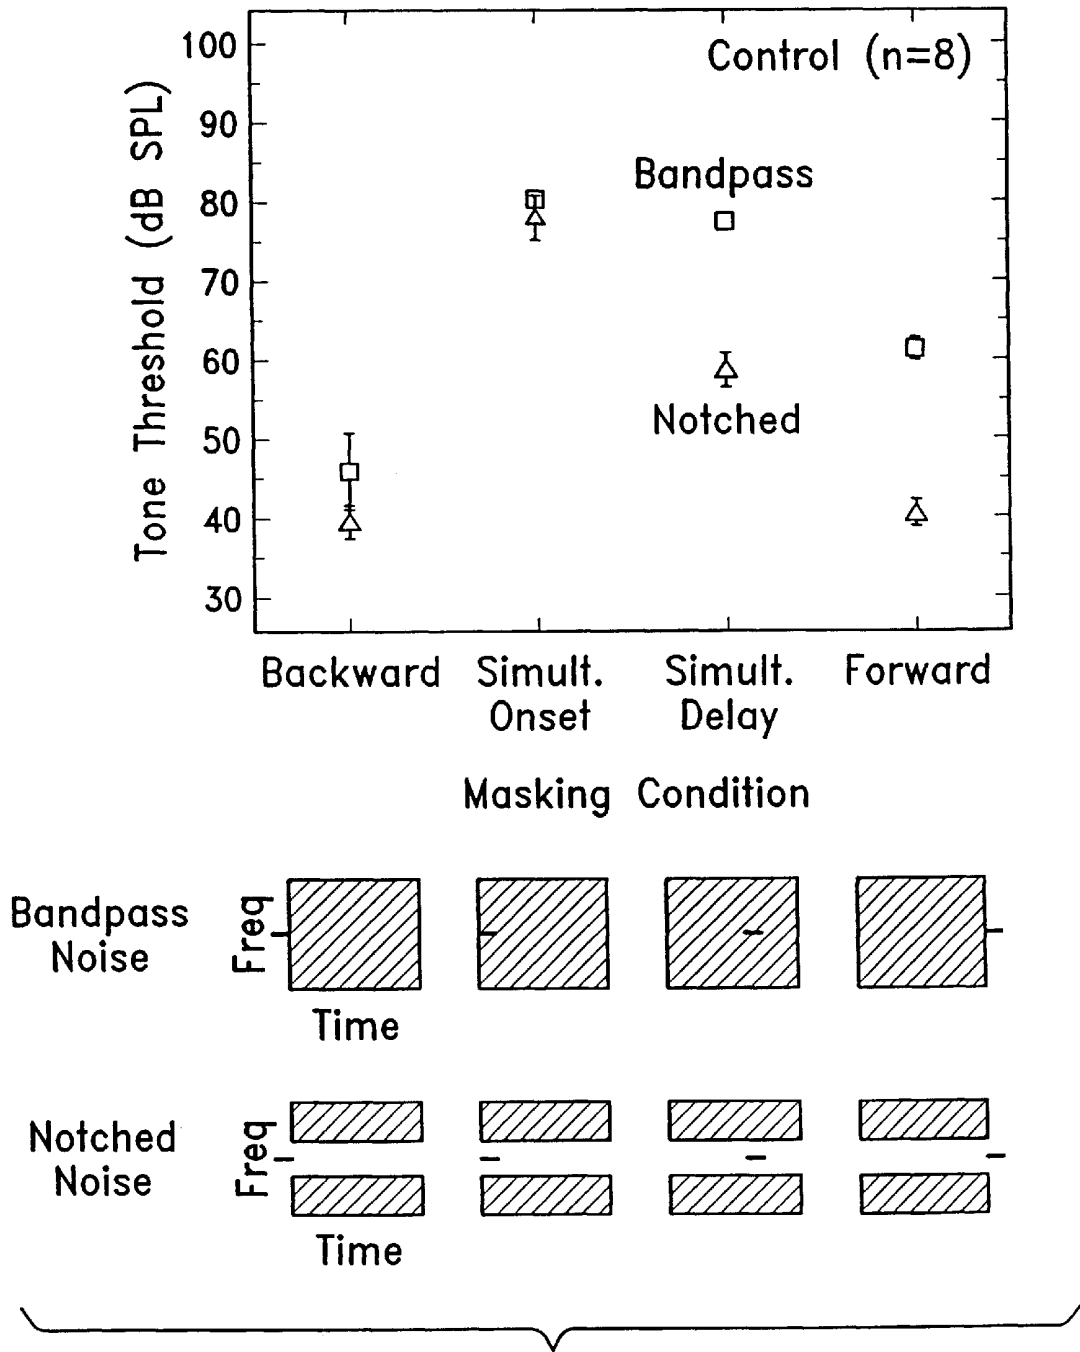 Control (n=8)
100
90
80
70
60
50
40
30
Tone Threshold (dB SPL)
Bandpass
Notched
Backward
Simult.
Onset
Simult.
Delay
Forward
Masking Condition
Bandpass
Noise
Freq
Time
Notched
Noise
Freq
Time